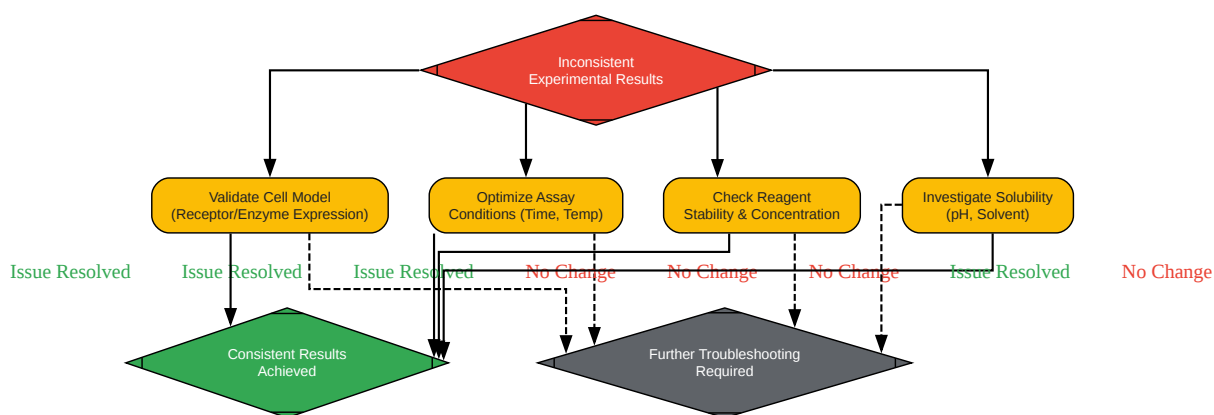 Inconsistent
Experimental Results
Validate Cell Model
(Receptor/Enzyme Expression)
Optimize Assay
Conditions (Time, Temp)
Check Reagent
Stability & Concentration
Investigate Solubility
(pH, Solvent)
Issue Resolved
Issue Resolved
Issue Resolved
No Change
No Change
No Change
Issue Resolved
No Change
Consistent Results
Achieved
Further Troubleshooting
Required